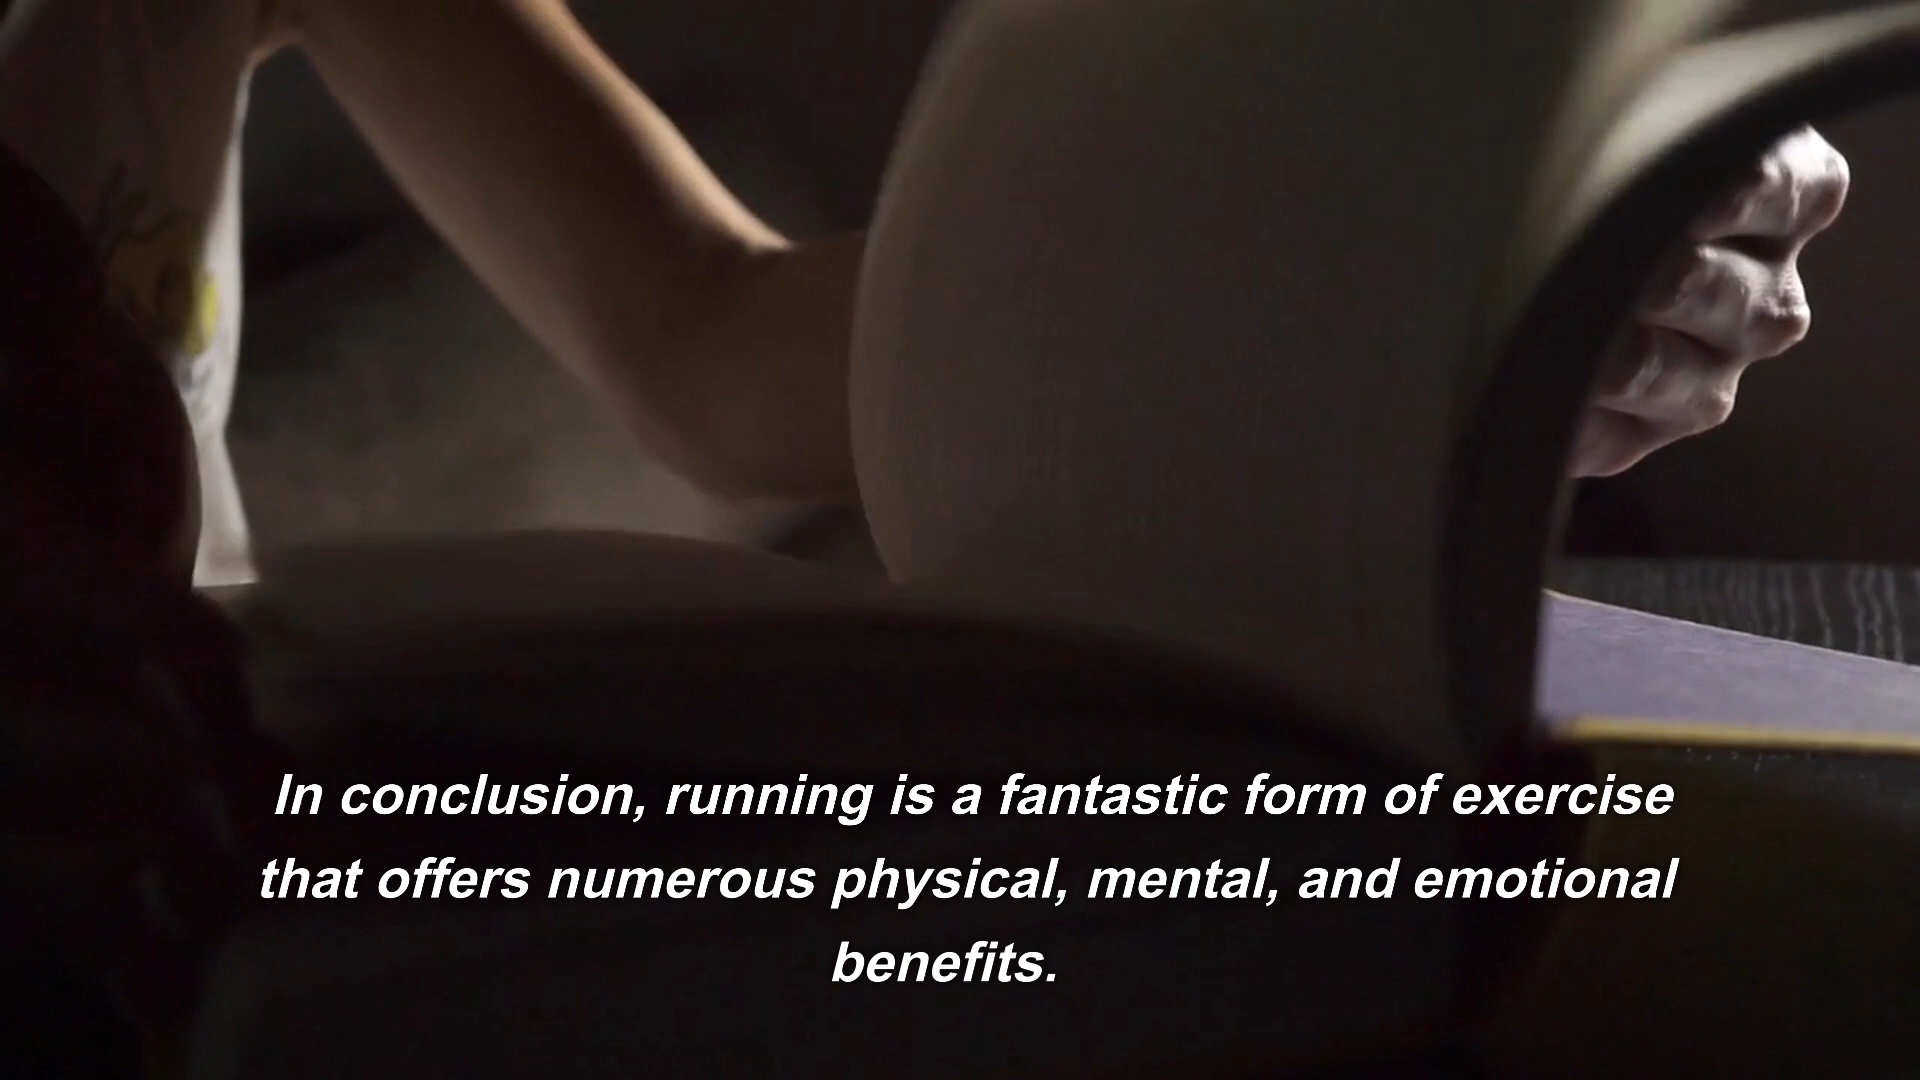 In conclusion, running is a fantastic form of exercise
that offers numerous physical, mental, and emotional
benefits.